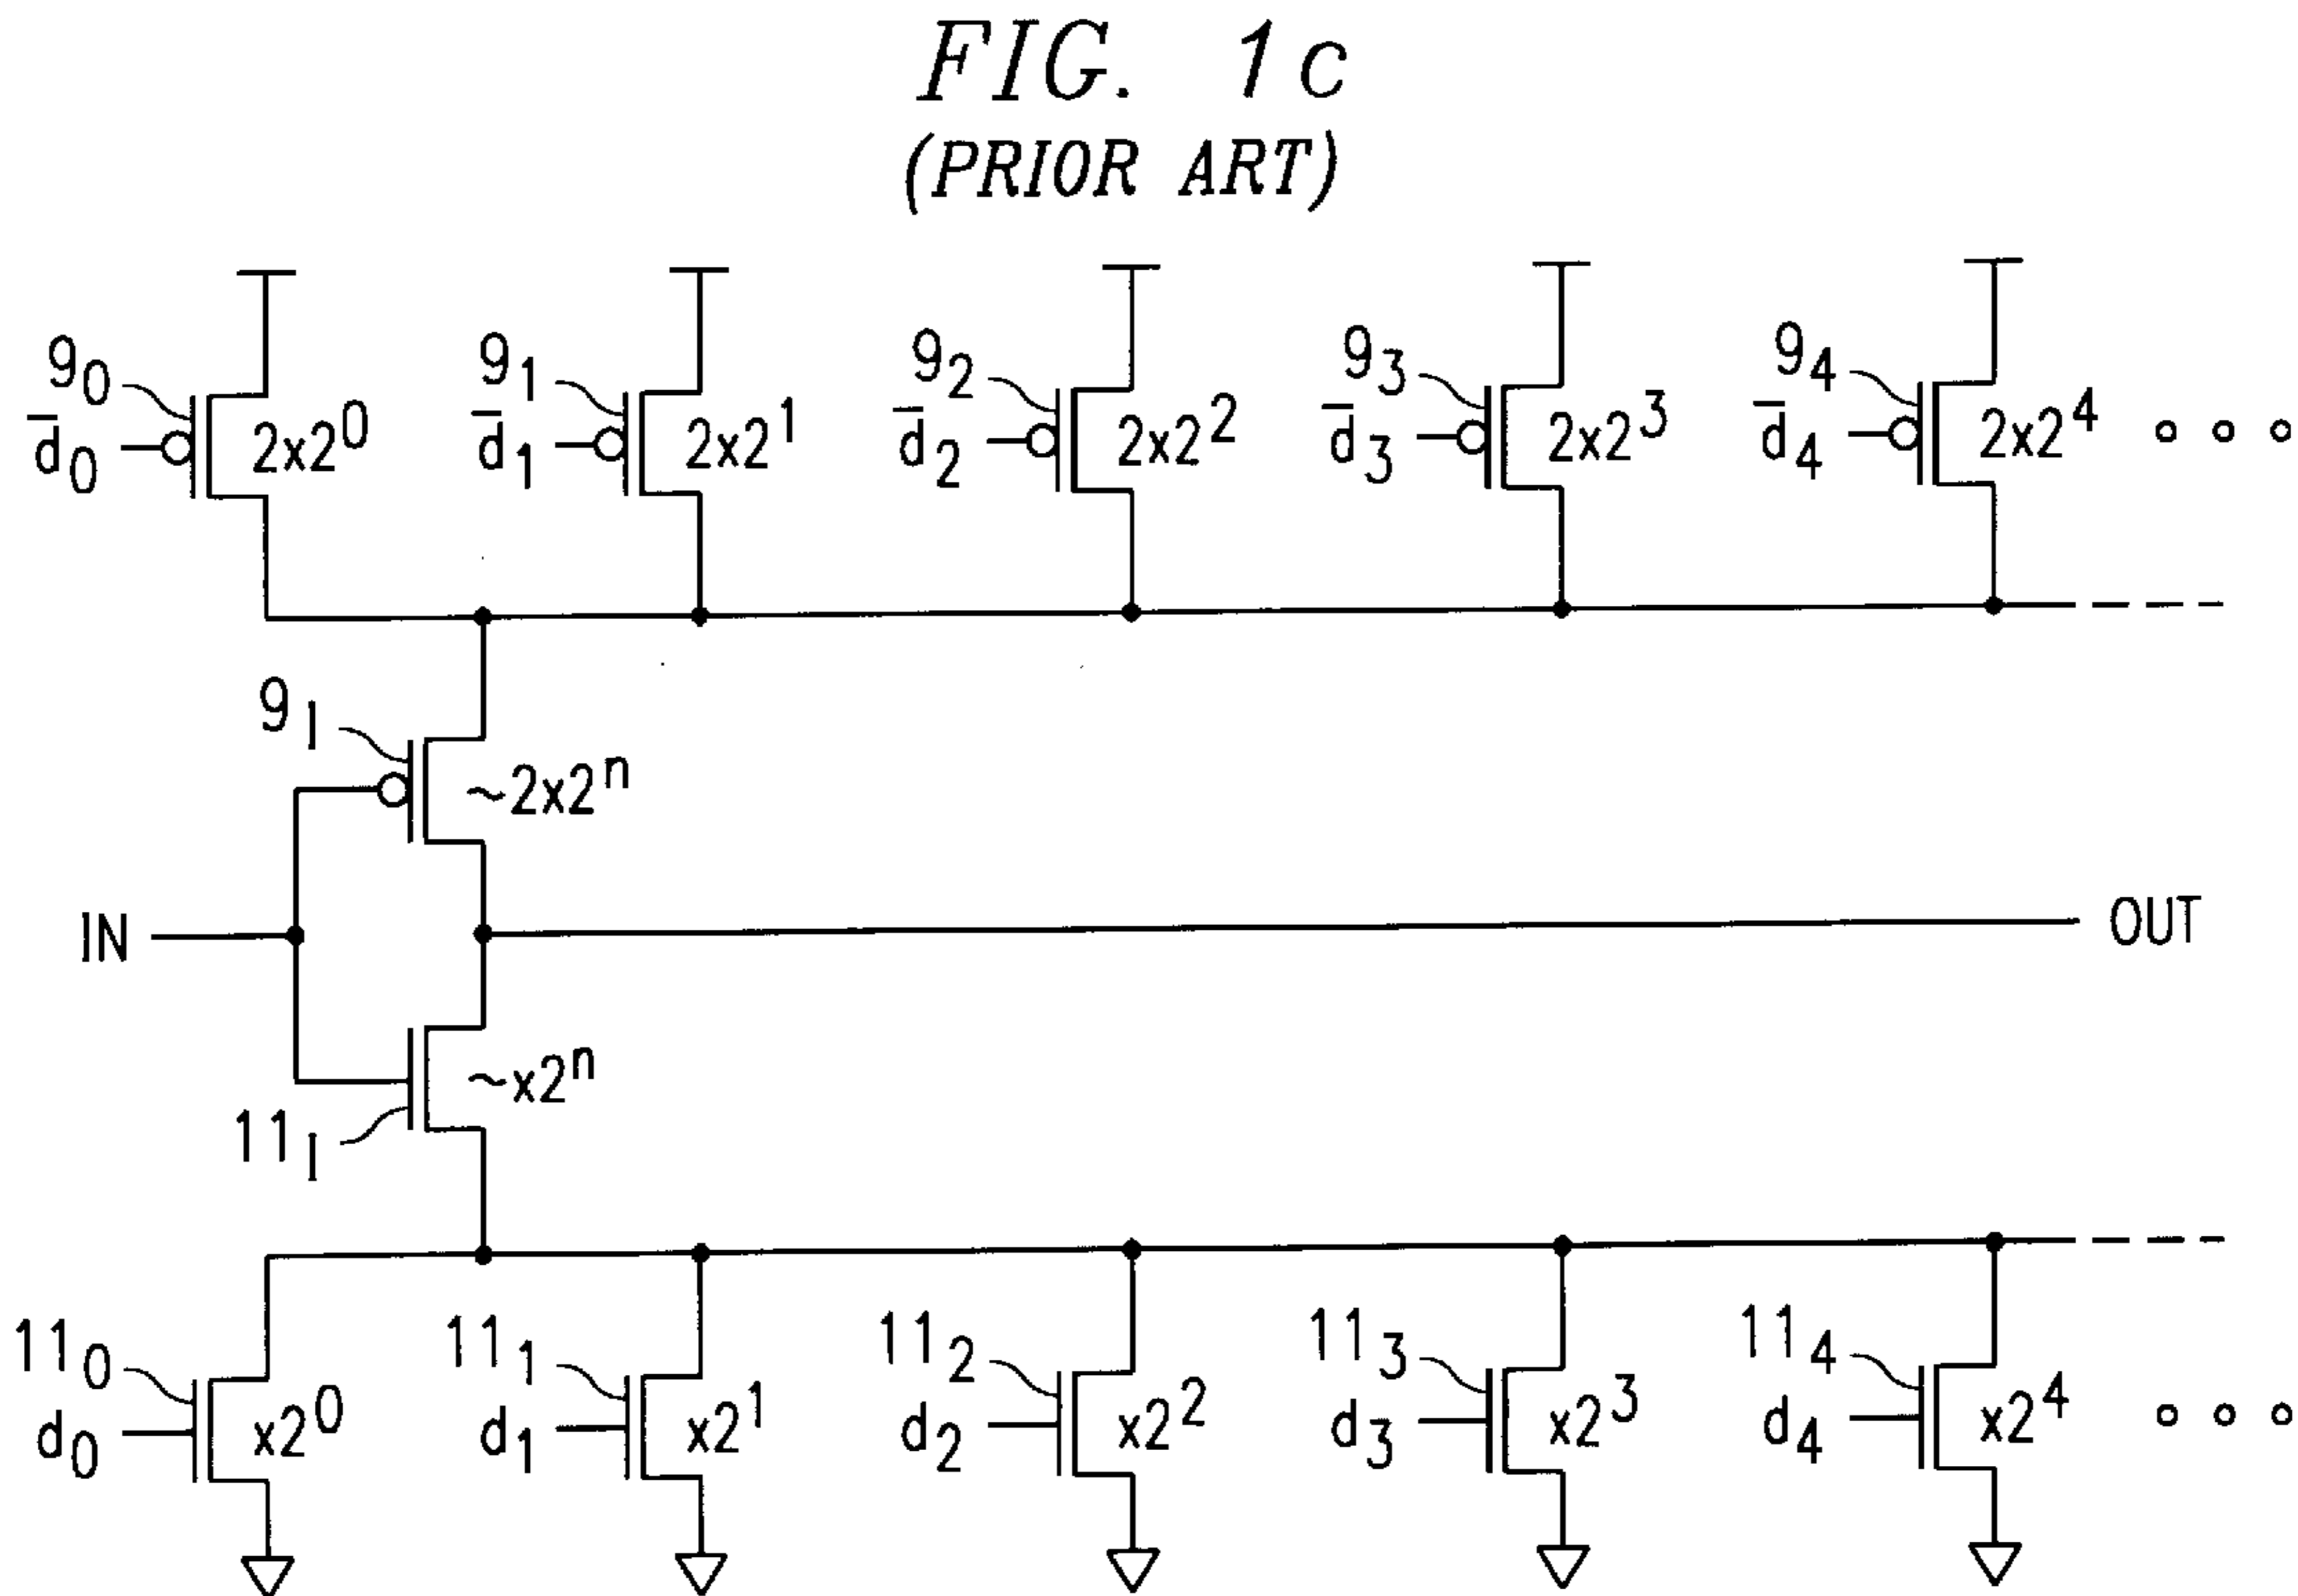 FIG. 1c
(PRIOR ART)
9₀ 9₁ 9₂ 9₃ 9₄
d̅₀ 2x2⁰ d̅₁ 2x2¹ d̅₂ 2x2² d̅₃ 2x2³ d̅₄ 2x2⁴
9_I
~2x2ⁿ
IN OUT
~x2ⁿ
11_I
11₀ 11₁ 11₂ 11₃ 11₄
d₀ x2⁰ d₁ x2¹ d₂ x2² d₃ x2³ d₄ x2⁴